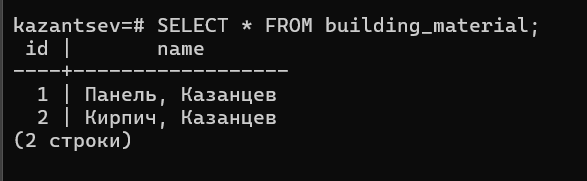 kazantsev=# SELECT * FROM building_material;
 id |       name
----+------------------
  1 | Панель, Казанцев
  2 | Кирпич, Казанцев
(2 строки)